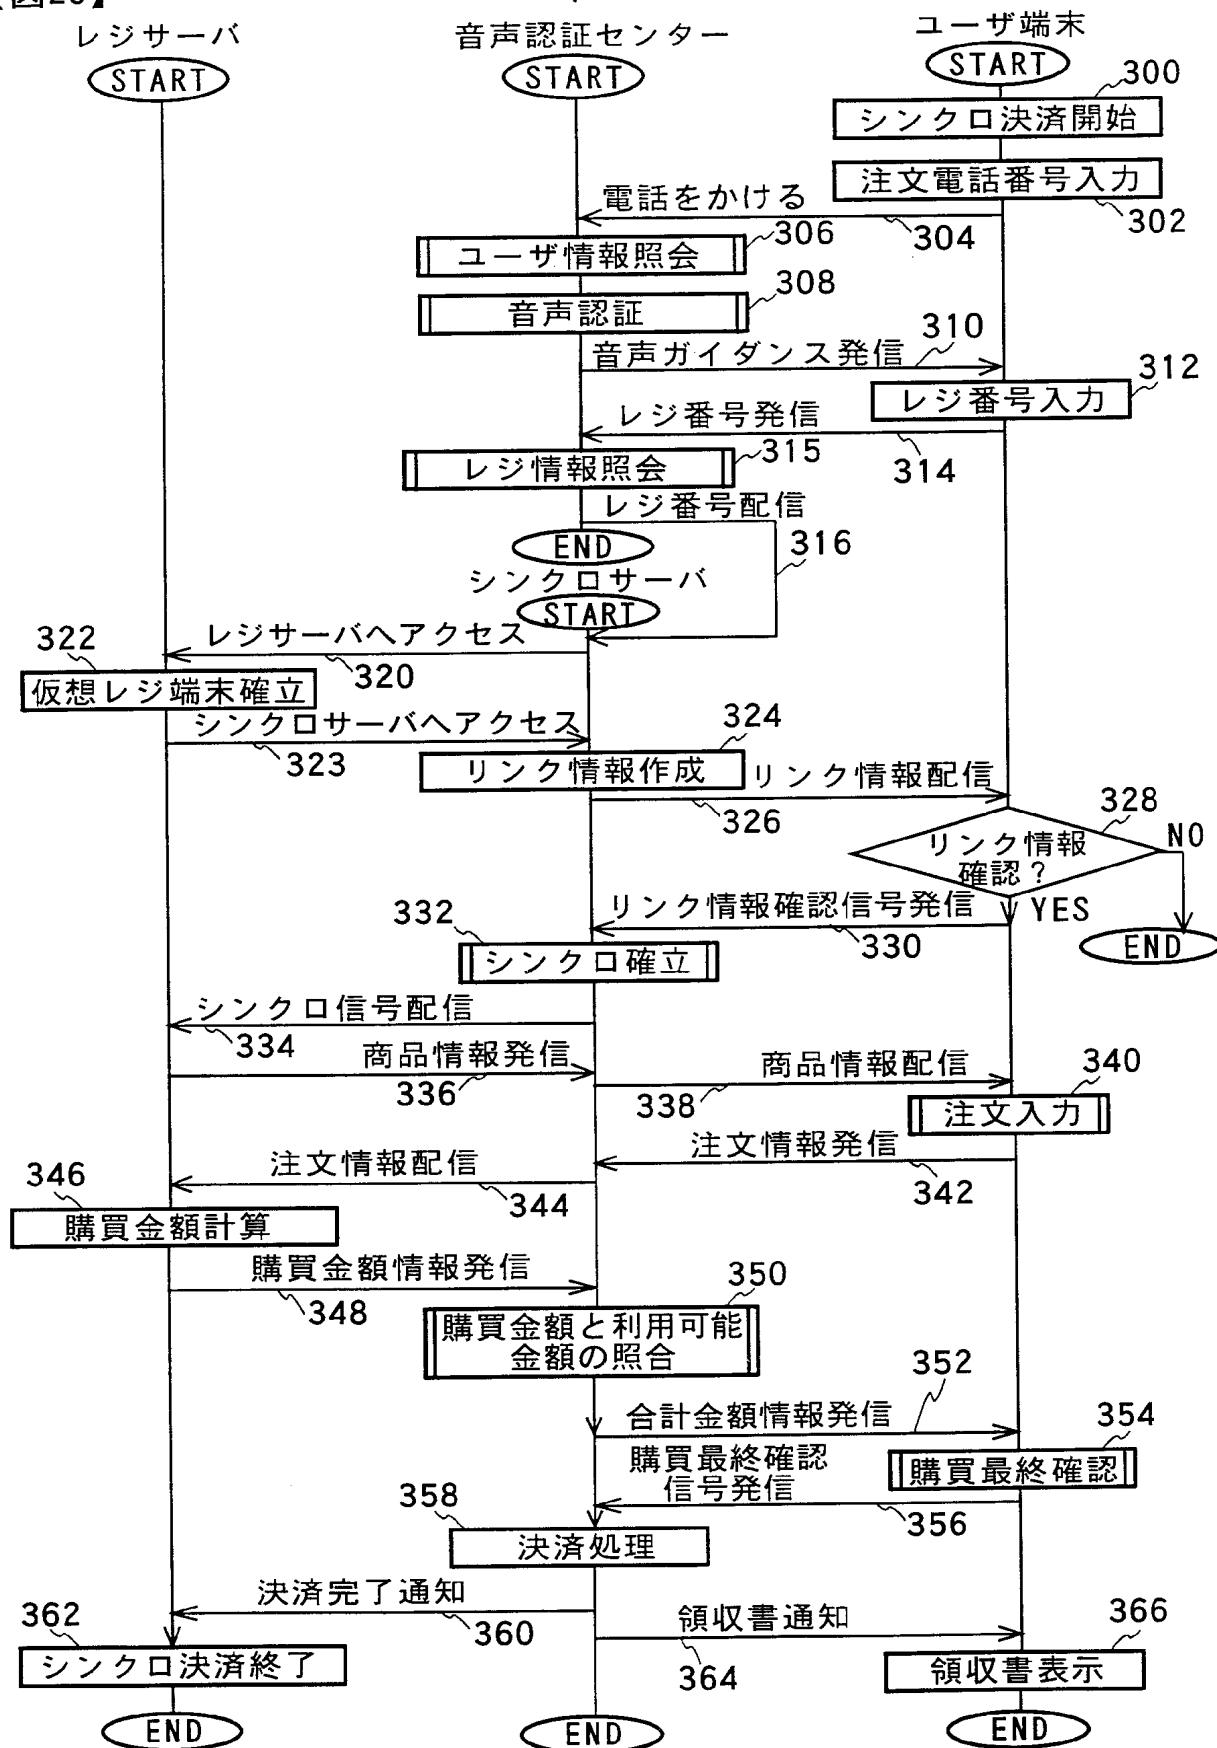 レジサーバ
音声認証センター
ユーザ端末
START
START
START
300
シンクロ決済開始
注文電話番号入力
302
電話をかける
304
306
ユーザ情報照会
308
音声認証
音声ガイダンス発信
310
312
レジ番号入力
レジ番号発信
314
315
レジ情報照会
レジ番号配信
316
END
シンクロサーバ
START
レジサーバへアクセス
320
322
仮想レジ端末確立
シンクロサーバへアクセス
323
324
リンク情報作成
リンク情報配信
326
328
リンク情報
確認?
NO
YES
END
リンク情報確認信号発信
330
332
シンクロ確立
シンクロ信号配信
334
商品情報発信
336
商品情報配信
338
340
注文入力
注文情報発信
342
注文情報配信
344
346
購買金額計算
購買金額情報発信
348
350
購買金額と利用可能
金額の照合
352
合計金額情報発信
354
購買最終確認
購買最終確認
信号発信
356
358
決済処理
決済完了通知
360
362
シンクロ決済終了
領収書通知
364
366
領収書表示
END
END
END